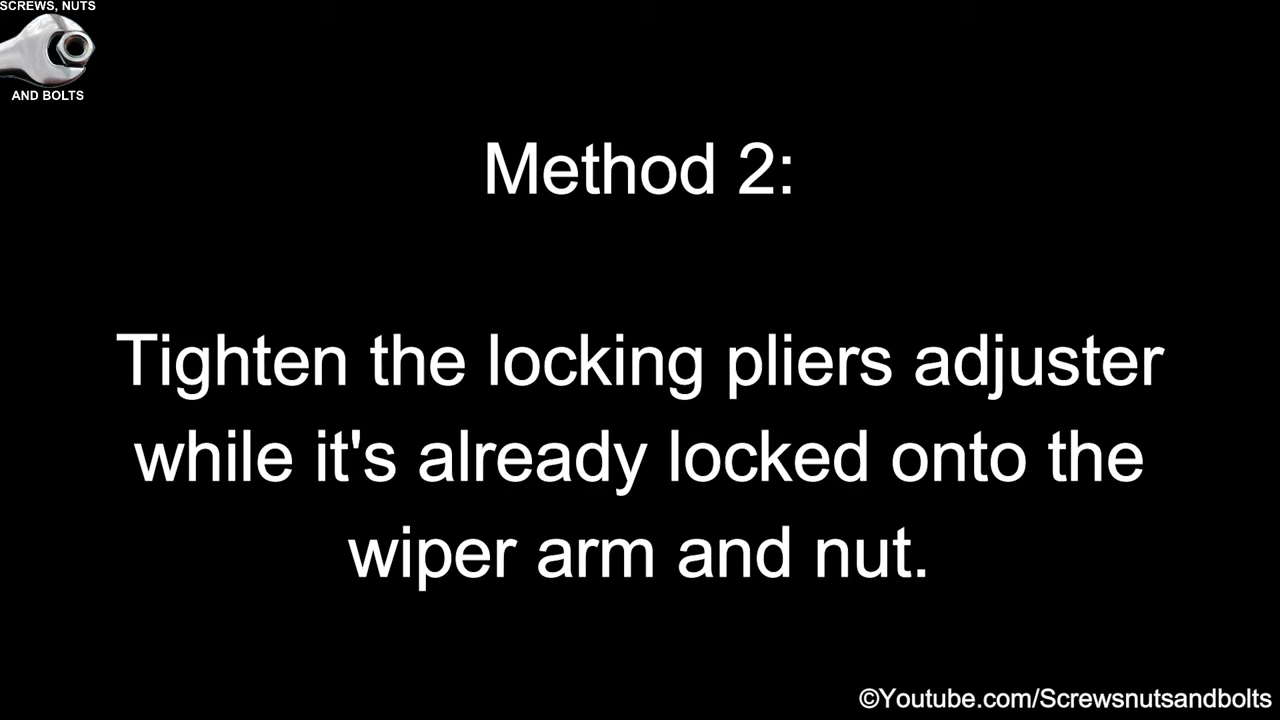 SCREWS, NUTS
AND BOLTS
Method 2:
Tighten the locking pliers adjuster
while it's already locked onto the
wiper arm and nut.
©Youtube.com/Screwsnutsandbolts